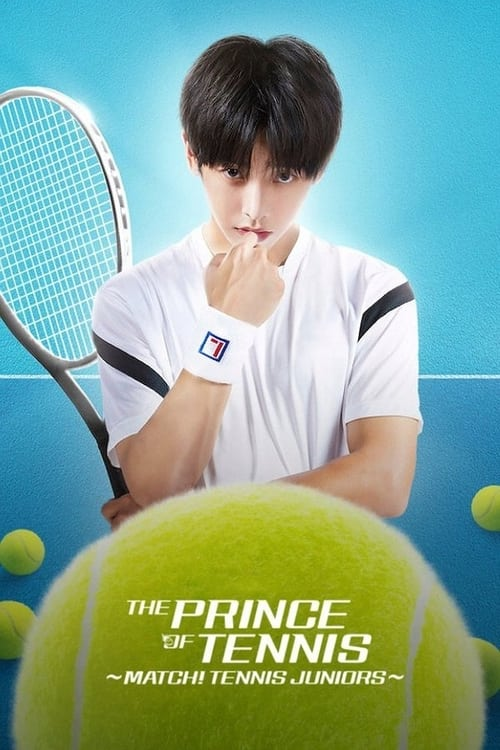 THE PRINCE
OF TENNIS
~MATCH! TENNIS JUNIORS~